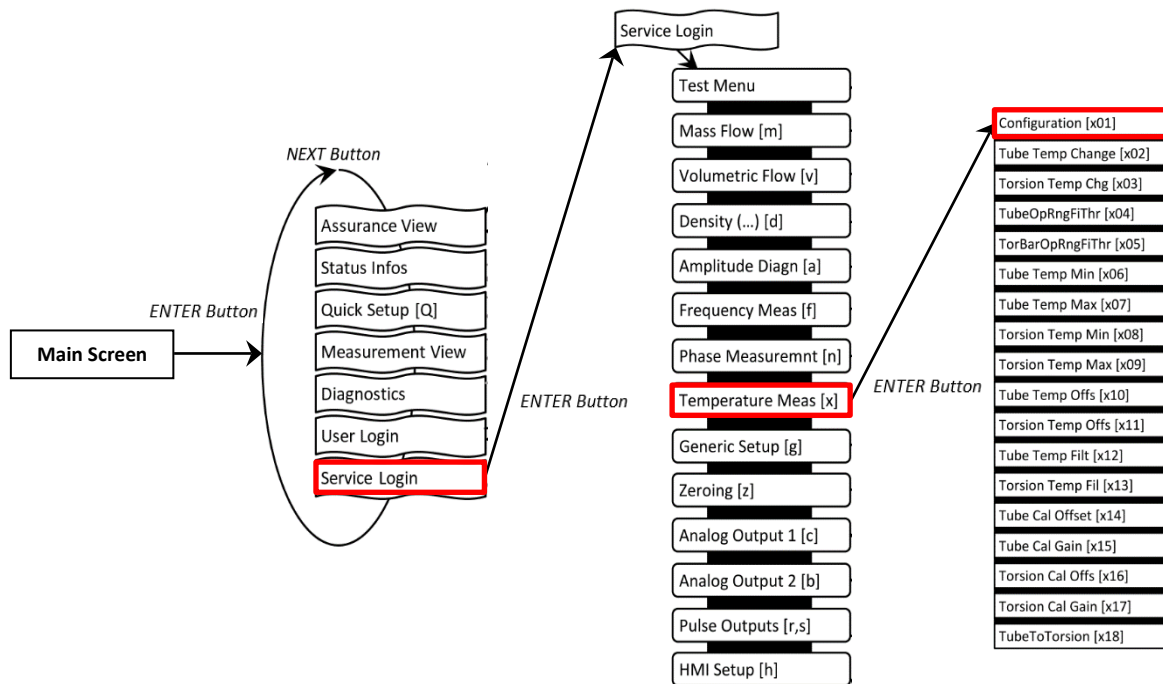 Service Login
Test Menu
Mass Flow [m]
Volumetric Flow [v]
Density (...) [d]
Amplitude Diagn [a]
Frequency Meas [f]
Phase Measuremnt [n]
Temperature Meas [x]
Generic Setup [g]
Zeroing [z]
Analog Output 1 [c]
Analog Output 2 [b]
Pulse Outputs [r,s]
HMI Setup [h]
NEXT Button
Assurance View
Status Infos
Quick Setup [Q]
Measurement View
Diagnostics
User Login
Service Login
ENTER Button
Main Screen
ENTER Button
ENTER Button
Configuration [x01]
Tube Temp Change [x02]
Torsion Temp Chg [x03]
TubeOpRngFiThr [x04]
TorBarOpRngFiThr [x05]
Tube Temp Min [x06]
Tube Temp Max [x07]
Torsion Temp Min [x08]
Torsion Temp Max [x09]
Tube Temp Offs [x10]
Torsion Temp Offs [x11]
Tube Temp Filt [x12]
Torsion Temp Fil [x13]
Tube Cal Offset [x14]
Tube Cal Gain [x15]
Torsion Cal Offs [x16]
Torsion Cal Gain [x17]
TubeToTorsion [x18]